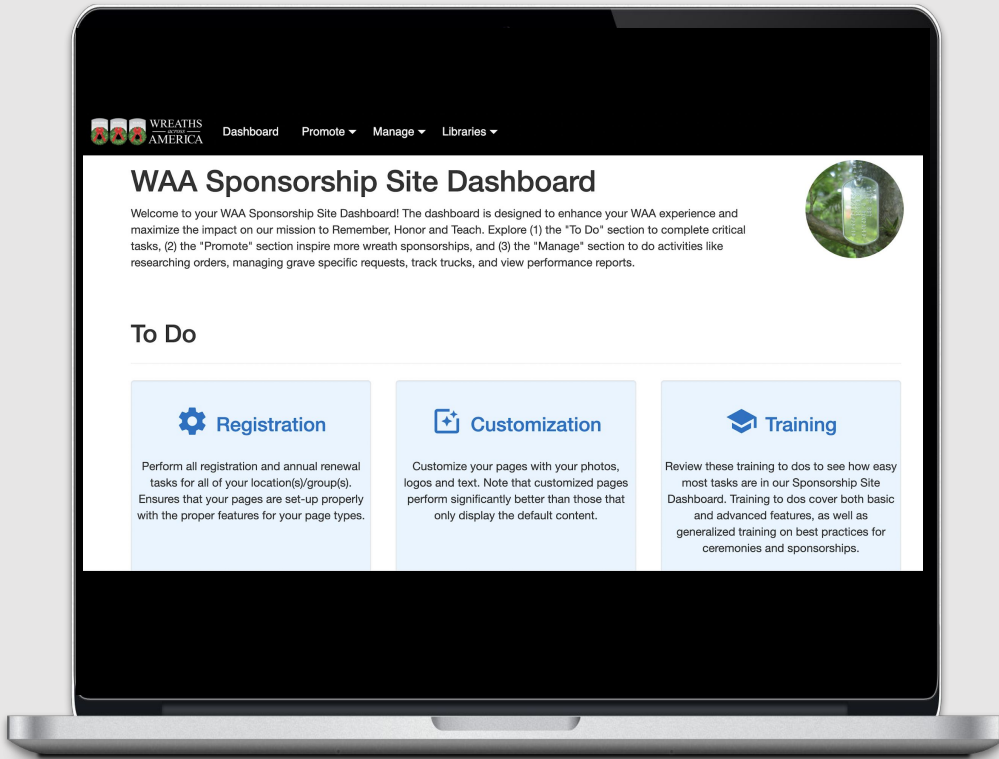 WREATHS
ACROSS
AMERICA
Dashboard Promote Manage Libraries
WAA Sponsorship Site Dashboard
Welcome to your WAA Sponsorship Site Dashboard! The dashboard is designed to enhance your WAA experience and
maximize the impact on our mission to Remember, Honor and Teach. Explore (1) the "To Do" section to complete critical
tasks, (2) the "Promote" section inspire more wreath sponsorships, and (3) the "Manage" section to do activities like
researching orders, managing grave specific requests, track trucks, and view performance reports.
To Do
Registration
Perform all registration and annual renewal
tasks for all of your location(s)/group(s).
Ensures that your pages are set-up properly
with the proper features for your page types.
Customization
Customize your pages with your photos,
logos and text. Note that customized pages
perform significantly better than those that
only display the default content.
Training
Review these training to dos to see how easy
most tasks are in our Sponsorship Site
Dashboard. Training to dos cover both basic
and advanced features, as well as
generalized training on best practices for
ceremonies and sponsorships.